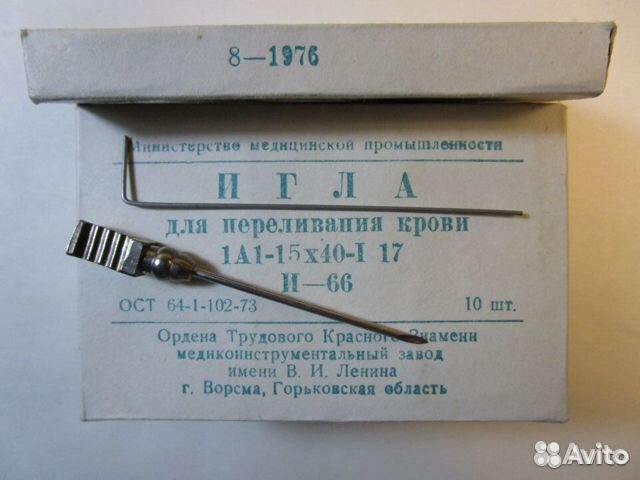 8—1976
Министерство медицинской промышленности
ИГЛА
для переливания крови
1А1-15х40-I 17
И—66
ОСТ 64-1-102-73 10 шт.
Ордена Трудового Красного Знамени
медикоинструментальный завод
имени В. И. Ленина
г. Ворсма, Горьковская область
Avito